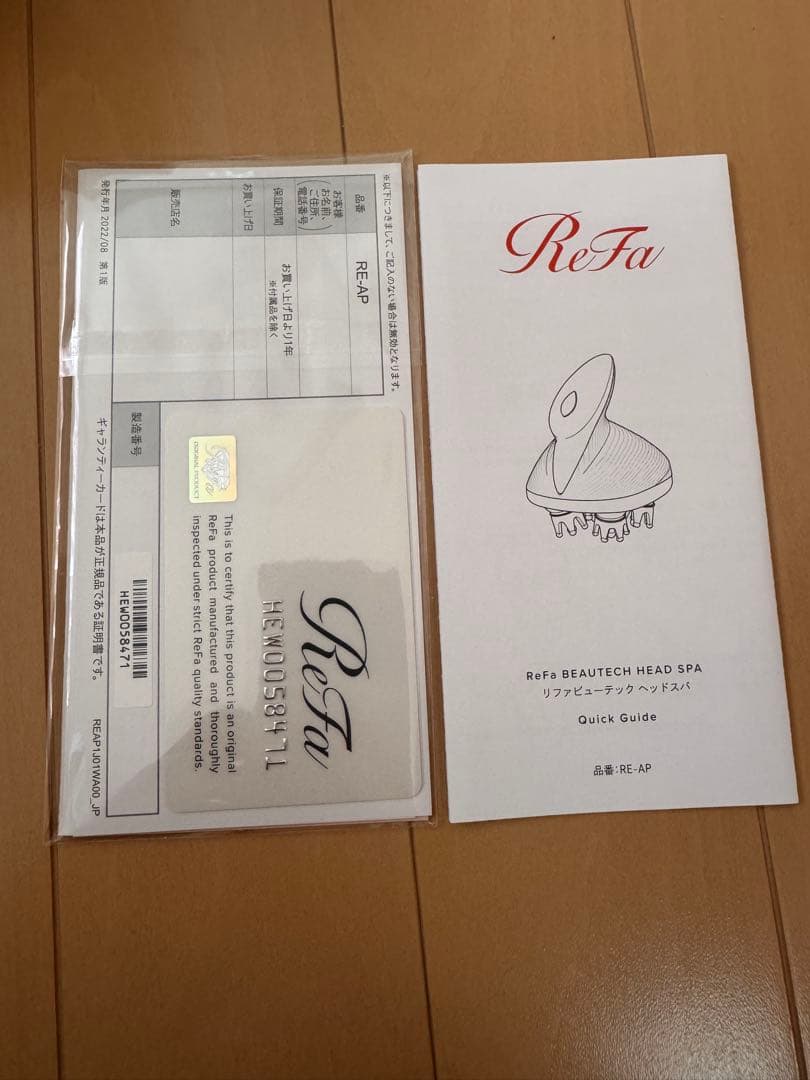 ※以下につきまして、ご記入のない場合は無効となります。
品番
RE-AP
お客様
お名前、
ご住所、
電話番号
保証期間
お買い上げ日より1年
※付属品を除く
お買い上げ日
販売店名
発行年月 2022/08 第1版
製造番号
HEW0058471
ギャランティーカードは本品が正規品である証明書です。
REAP1J01WA00_JP
ReFa
HEW0058471
ReFa
ORIGINAL PRODUCT
This is to certify that this product is an original
ReFa product manufactured and thoroughly
inspected under strict ReFa quality standards.
ReFa
ReFa BEAUTECH HEAD SPA
リファビューテック ヘッドスパ
Quick Guide
品番:RE-AP